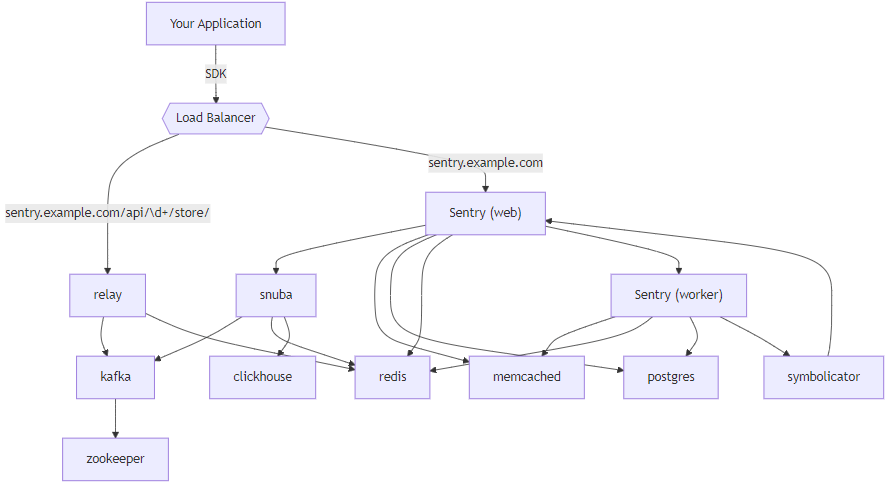 Your Application
SDK
Load Balancer
sentry.example.com
sentry.example.com/api/\d+/store/
Sentry (web)
relay
snuba
Sentry (worker)
kafka
clickhouse
redis
memcached
postgres
symbolicator
zookeeper